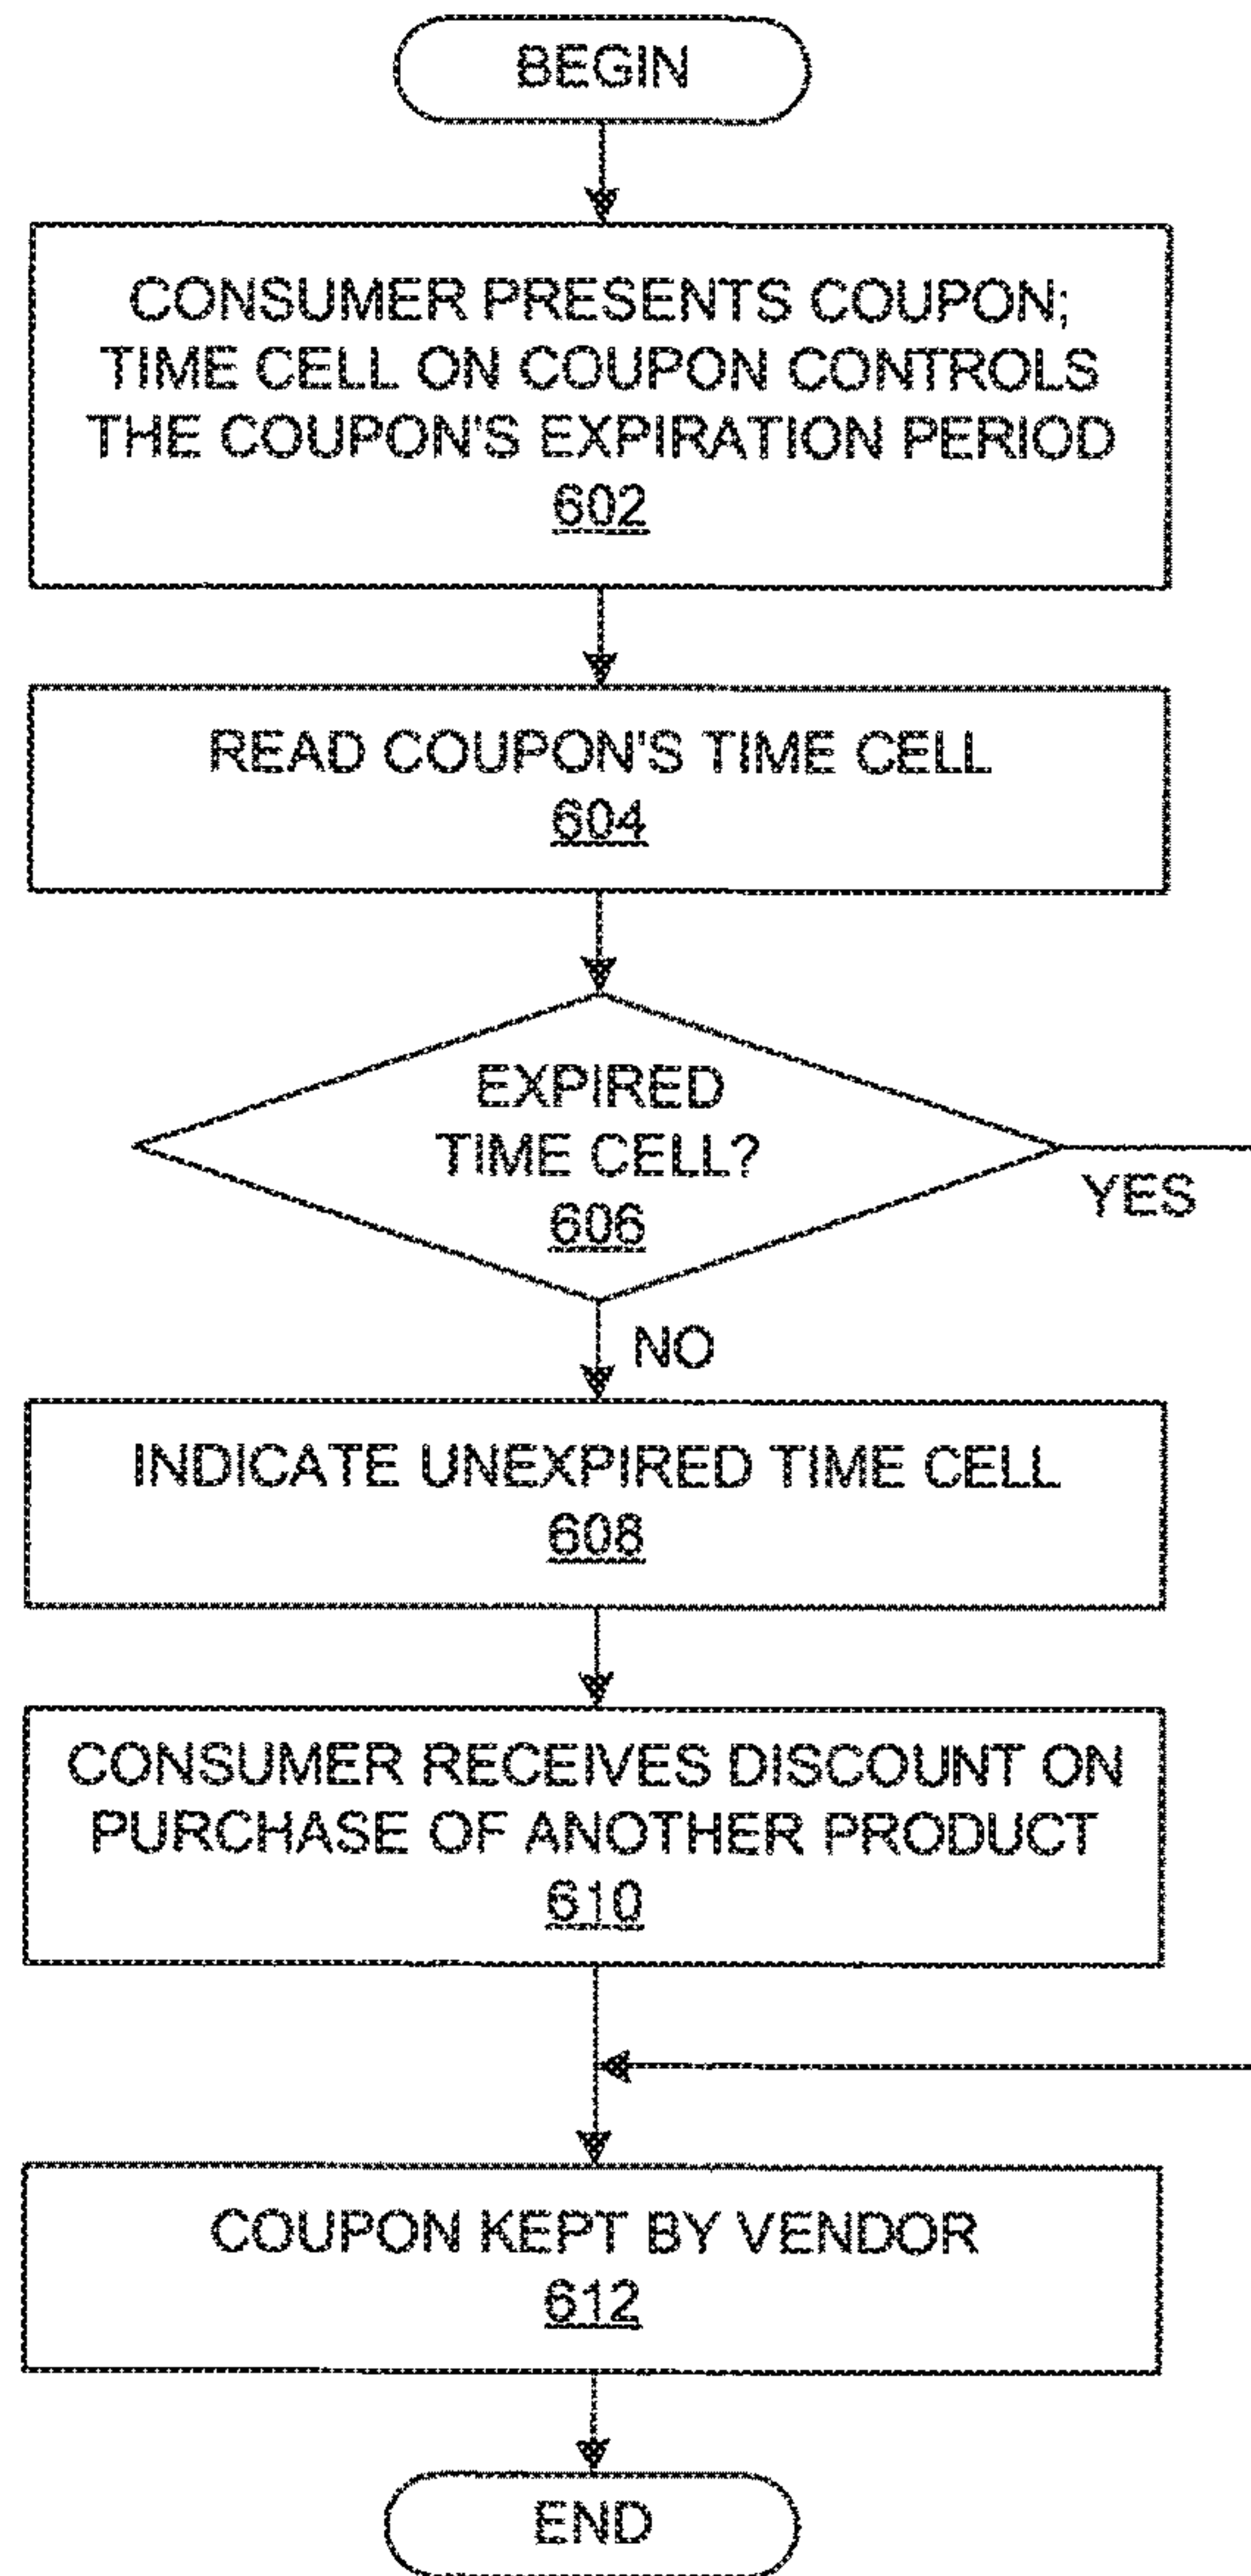 BEGIN
CONSUMER PRESENTS COUPON;
TIME CELL ON COUPON CONTROLS
THE COUPON'S EXPIRATION PERIOD
602
READ COUPON'S TIME CELL
604
EXPIRED
TIME CELL?
606
YES
NO
INDICATE UNEXPIRED TIME CELL
608
CONSUMER RECEIVES DISCOUNT ON
PURCHASE OF ANOTHER PRODUCT
610
COUPON KEPT BY VENDOR
612
END